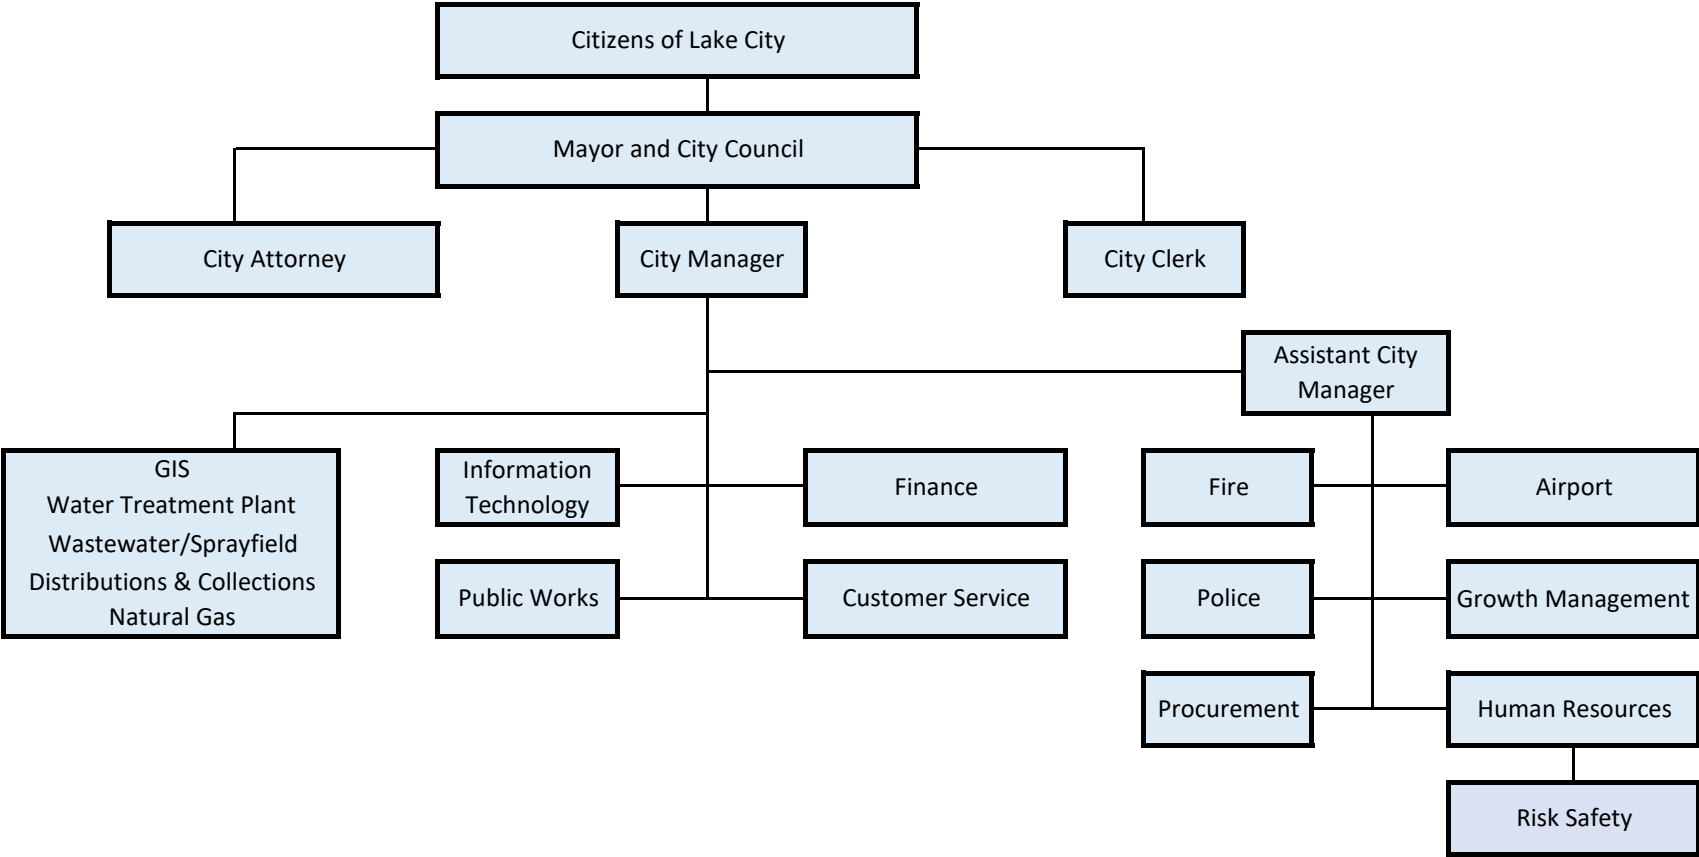 Citizens of Lake City
Mayor and City Council
City Attorney
City Manager
City Clerk
Assistant City
Manager
GIS
Water Treatment Plant
Wastewater/Sprayfield
Distributions & Collections
Natural Gas
Information
Technology
Finance
Fire
Airport
Public Works
Customer Service
Police
Growth Management
Procurement
Human Resources
Risk Safety